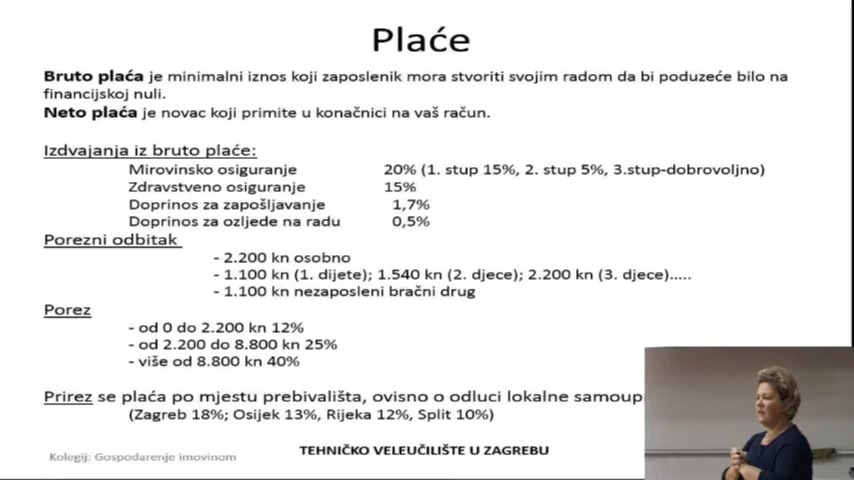 Plaće
Bruto plaća je minimalni iznos koji zaposlenik mora stvoriti svojim radom da bi poduzeće bilo na
financijskoj nuli.
Neto plaća je novac koji primite u konačnici na vaš račun.
Izdvajanja iz bruto plaće:
Mirovinsko osiguranje 20% (1. stup 15%, 2. stup 5%, 3.stup-dobrovoljno)
Zdravstveno osiguranje 15%
Doprinos za zapošljavanje 1,7%
Doprinos za ozljede na radu 0,5%
Porezni odbitak
- 2.200 kn osobno
- 1.100 kn (1. dijete); 1.540 kn (2. djece); 2.200 kn (3. djece).....
- 1.100 kn nezaposleni bračni drug
Porez
- od 0 do 2.200 kn 12%
- od 2.200 do 8.800 kn 25%
- više od 8.800 kn 40%
Prirez se plaća po mjestu prebivališta, ovisno o odluci lokalne
(Zagreb 18%; Osijek 13%, Rijeka 12%, Split 10%)
Kolegij: Gospodarenje imovinom
TEHNIČKO VELEUČILIŠTE U ZAGREBU